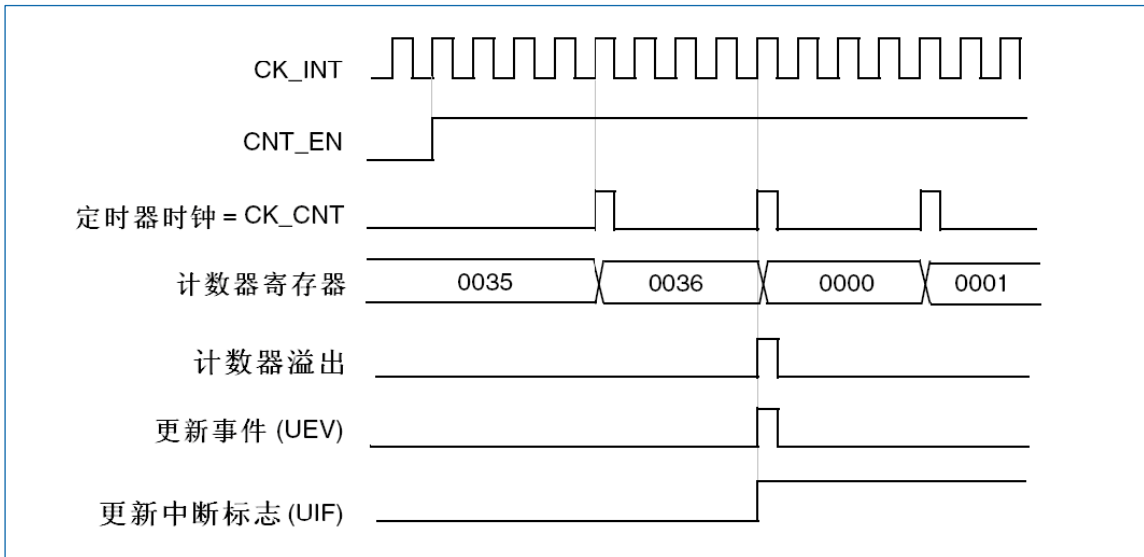 CK_INT
CNT_EN
定时器时钟 = CK_CNT
计数器寄存器
0035
0036
0000
0001
计数器溢出
更新事件 (UEV)
更新中断标志 (UIF)